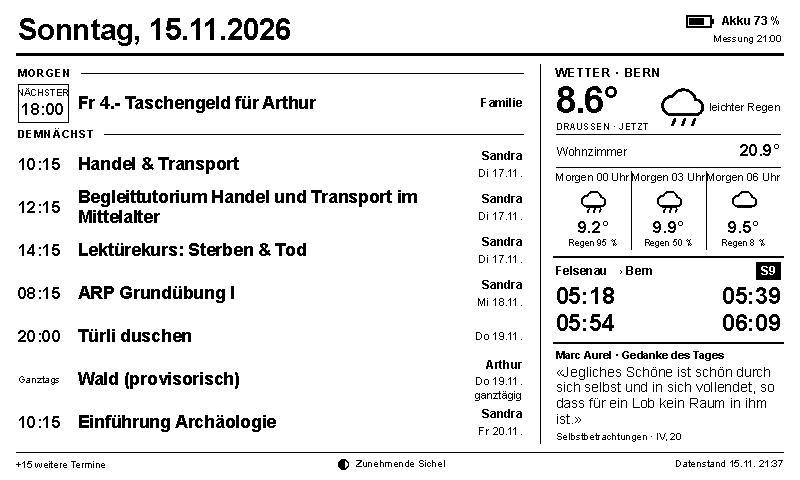 Sonntag, 15.11.2026
Akku 73 %
Messung 21:00
MORGEN
NÄCHSTER
18:00
Fr 4.- Taschengeld für Arthur
Familie
DEMNÄCHST
10:15
Handel & Transport
Sandra
Di 17.11.
12:15
Begleittutorium Handel und Transport im
Mittelalter
Sandra
Di 17.11.
14:15
Lektürekurs: Sterben & Tod
Sandra
Di 17.11.
08:15
ARP Grundübung I
Sandra
Mi 18.11.
20:00
Türli duschen
Do 19.11.
Ganztags
Wald (provisorisch)
Arthur
Do 19.11.
ganztägig
10:15
Einführung Archäologie
Sandra
Fr 20.11.
WETTER · BERN
8.6°
leichter Regen
DRAUSSEN · JETZT
Wohnzimmer
20.9°
Morgen 00 Uhr
Morgen 03 Uhr
Morgen 06 Uhr
9.2°
9.9°
9.5°
Regen 95 %
Regen 50 %
Regen 8 %
Felsenau › Bern
S9
05:18
05:39
05:54
06:09
Marc Aurel · Gedanke des Tages
«Jegliches Schöne ist schön durch
sich selbst und in sich vollendet, so
dass für ein Lob kein Raum in ihm
ist.»
Selbstbetrachtungen · IV, 20
+15 weitere Termine
Zunehmende Sichel
Datenstand 15.11. 21:37